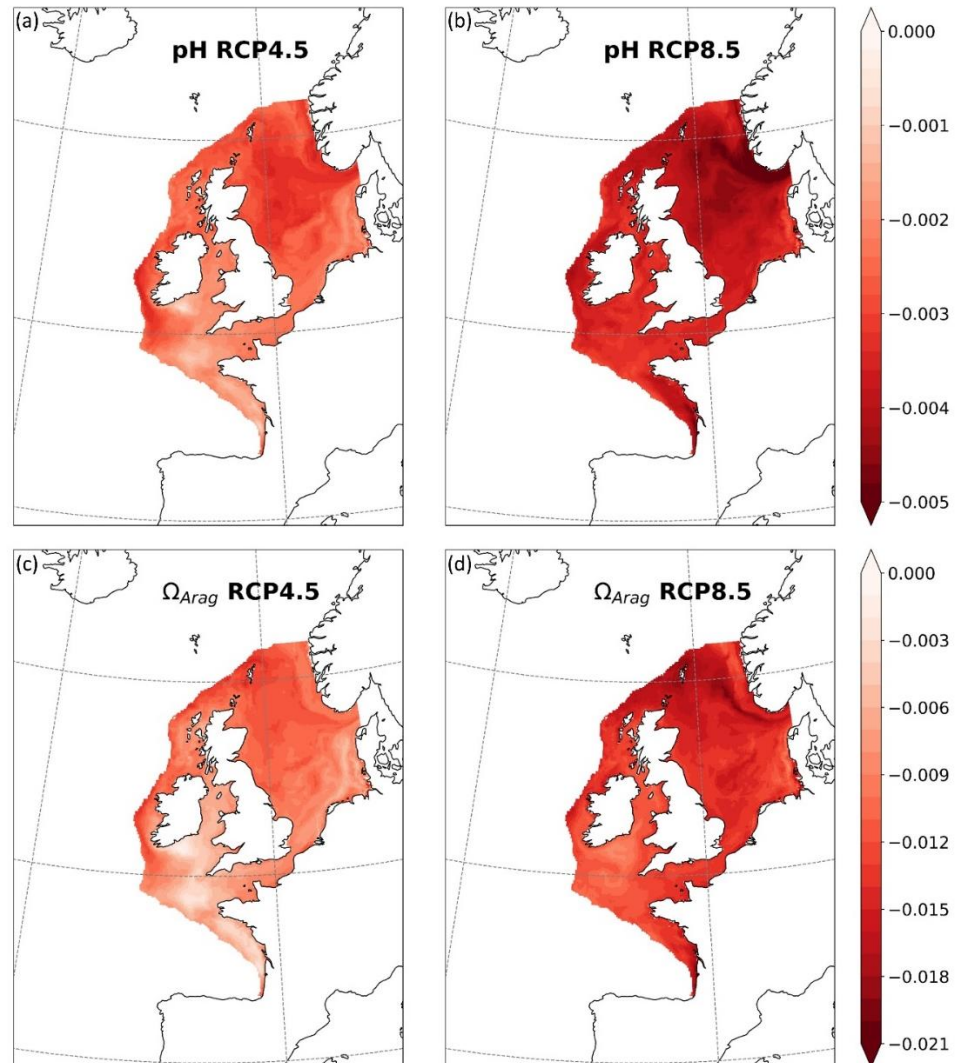 (a)
pH RCP4.5
(b)
pH RCP8.5
0.000
−0.001
−0.002
−0.003
−0.004
−0.005
(c)
ΩArag RCP4.5
(d)
ΩArag RCP8.5
0.000
−0.003
−0.006
−0.009
−0.012
−0.015
−0.018
−0.021